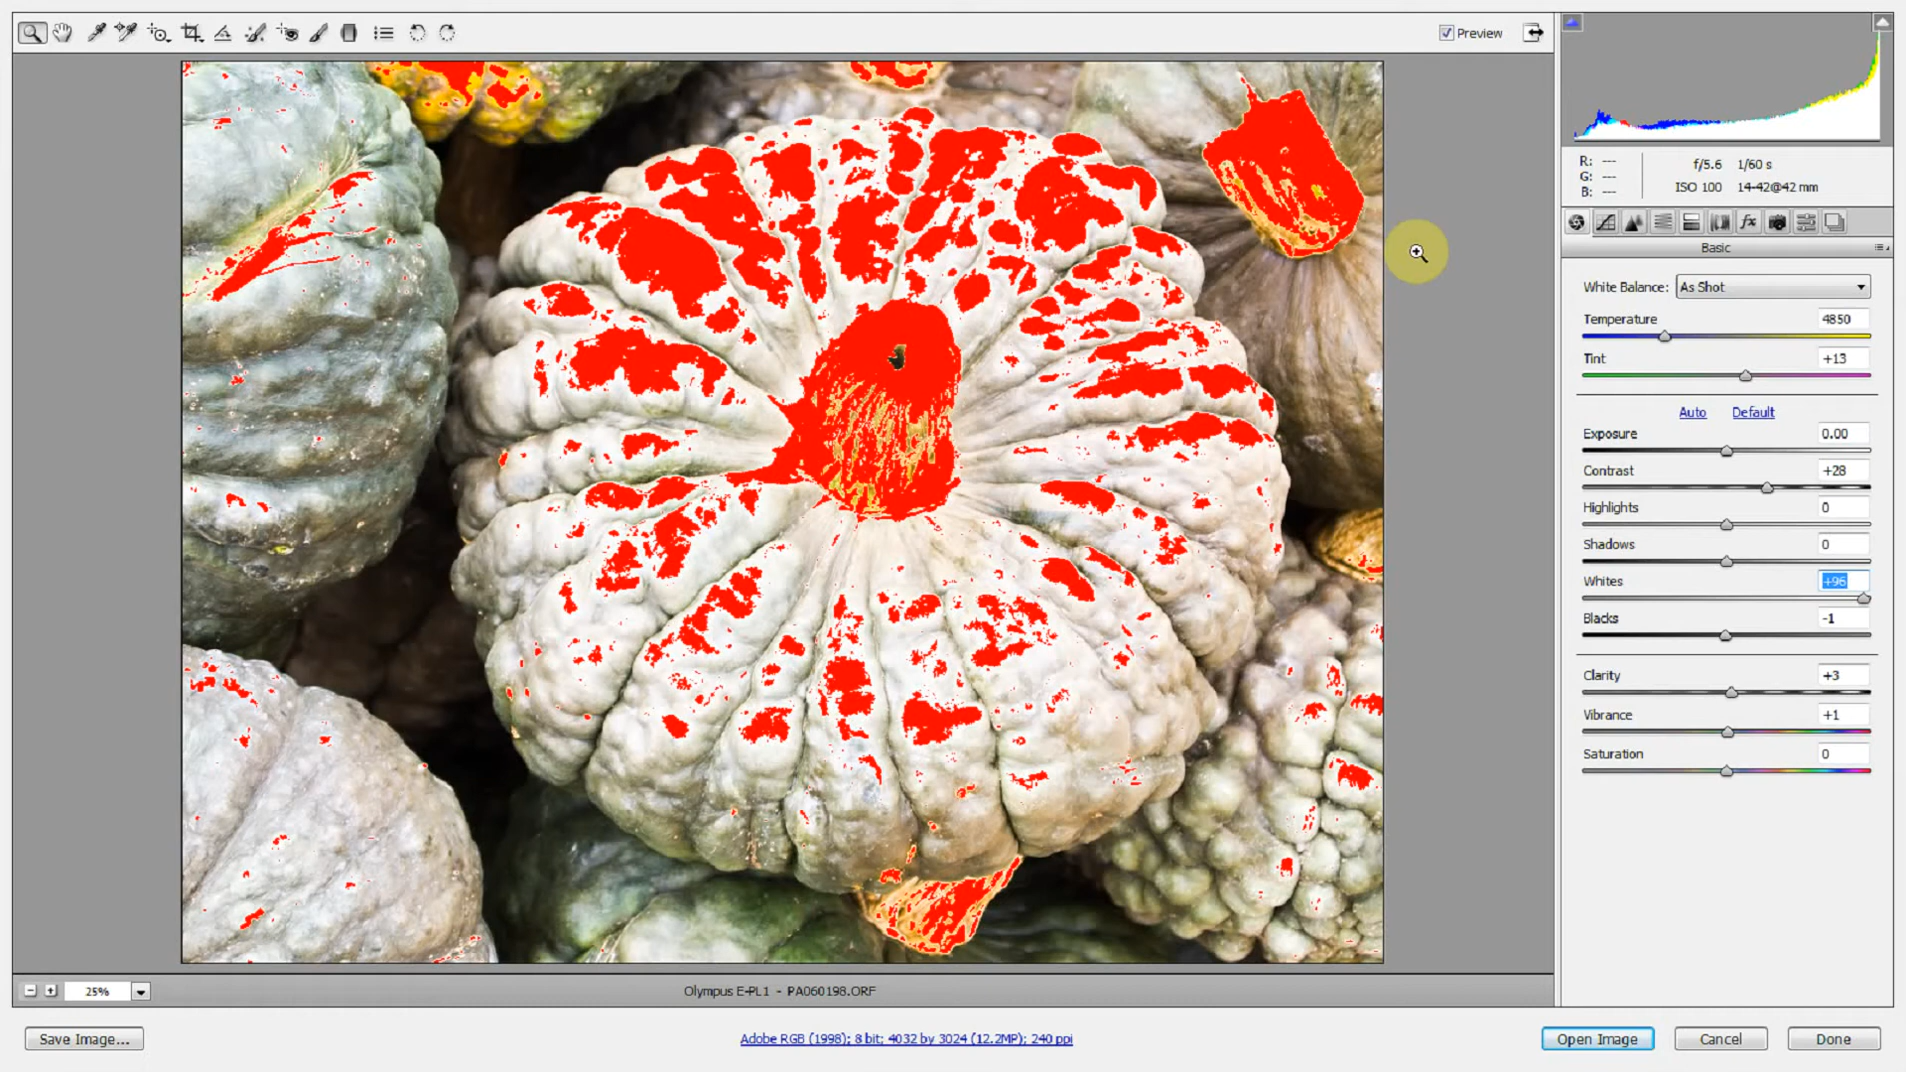 Preview
R: ---
G: ---
B: ---
f/5.6 1/60 s
ISO 100 14-42@42 mm
Basic
White Balance: As Shot
Temperature 4850
Tint +13
Auto Default
Exposure 0.00
Contrast +28
Highlights 0
Shadows 0
Whites +96
Blacks -1
Clarity +3
Vibrance +1
Saturation 0
25%
Olympus E-PL1 - PA060198.ORF
Save Image...
Adobe RGB (1998); 8 bit; 4032 by 3024 (12.2MP); 240 ppi
Open Image
Cancel
Done